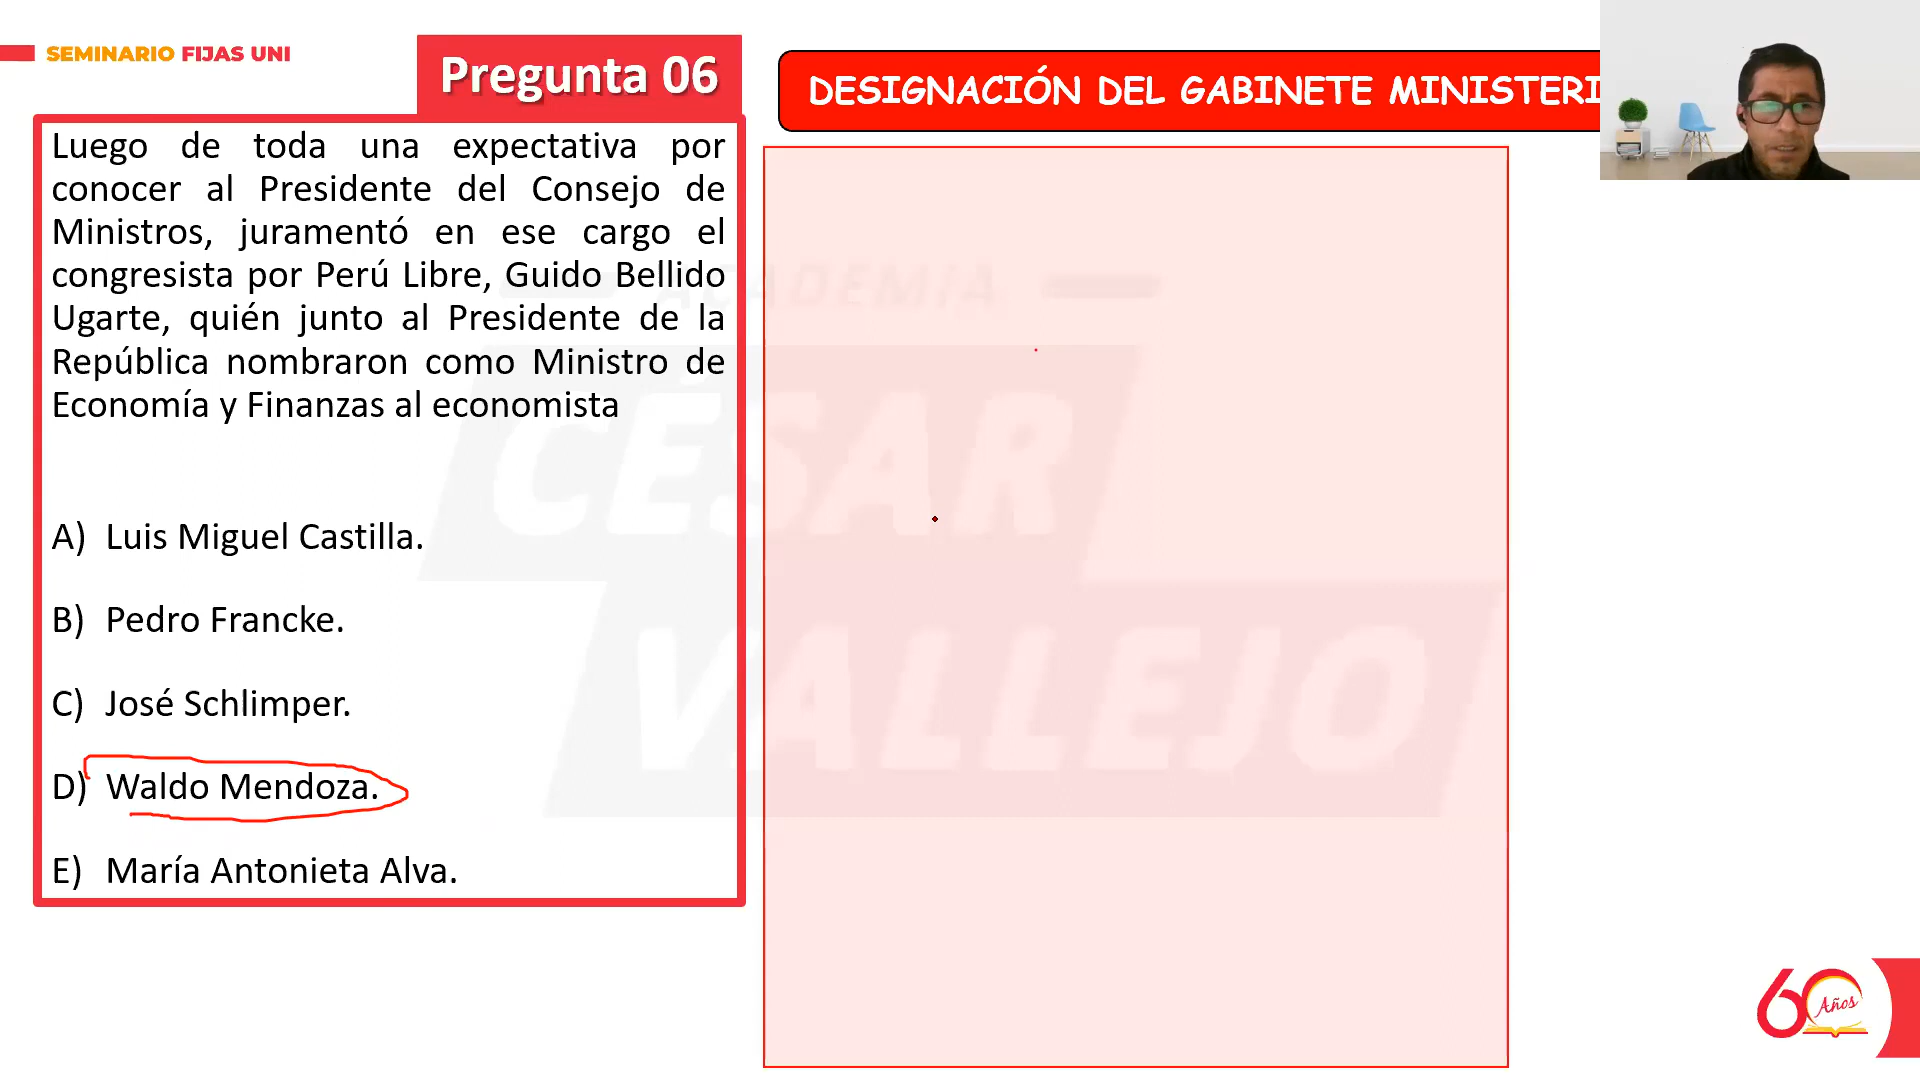 SEMINARIO FIJAS UNI
Pregunta 06
DESIGNACIÓN DEL GABINETE MINISTERI
Luego de toda una expectativa por
conocer al Presidente del Consejo de
Ministros, juramentó en ese cargo el
congresista por Perú Libre, Guido Bellido
Ugarte, quién junto al Presidente de la
República nombraron como Ministro de
Economía y Finanzas al economista
A) Luis Miguel Castilla.
B) Pedro Francke.
C) José Schlimper.
D) Waldo Mendoza.
E) María Antonieta Alva.
ACADEMIA
CÉSAR
VALLEJO
60 Años